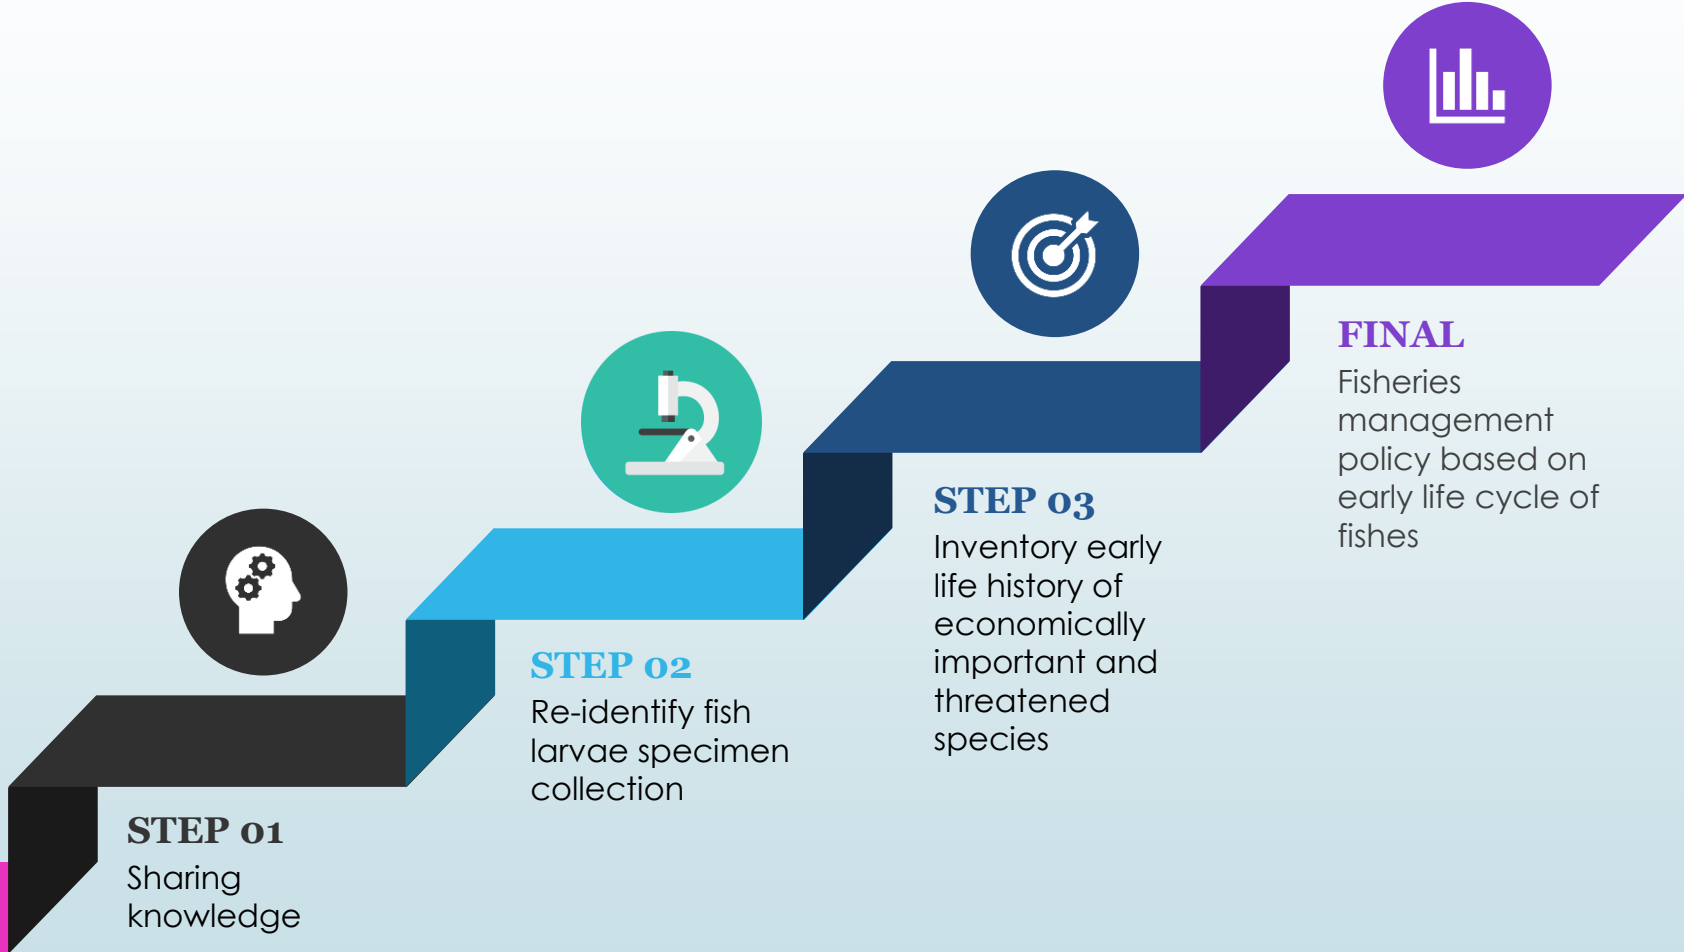 STEP 01
Sharing
knowledge
STEP 02
Re-identify fish
larvae specimen
collection
STEP 03
Inventory early
life history of
economically
important and
threatened
species
FINAL
Fisheries
management
policy based on
early life cycle of
fishes